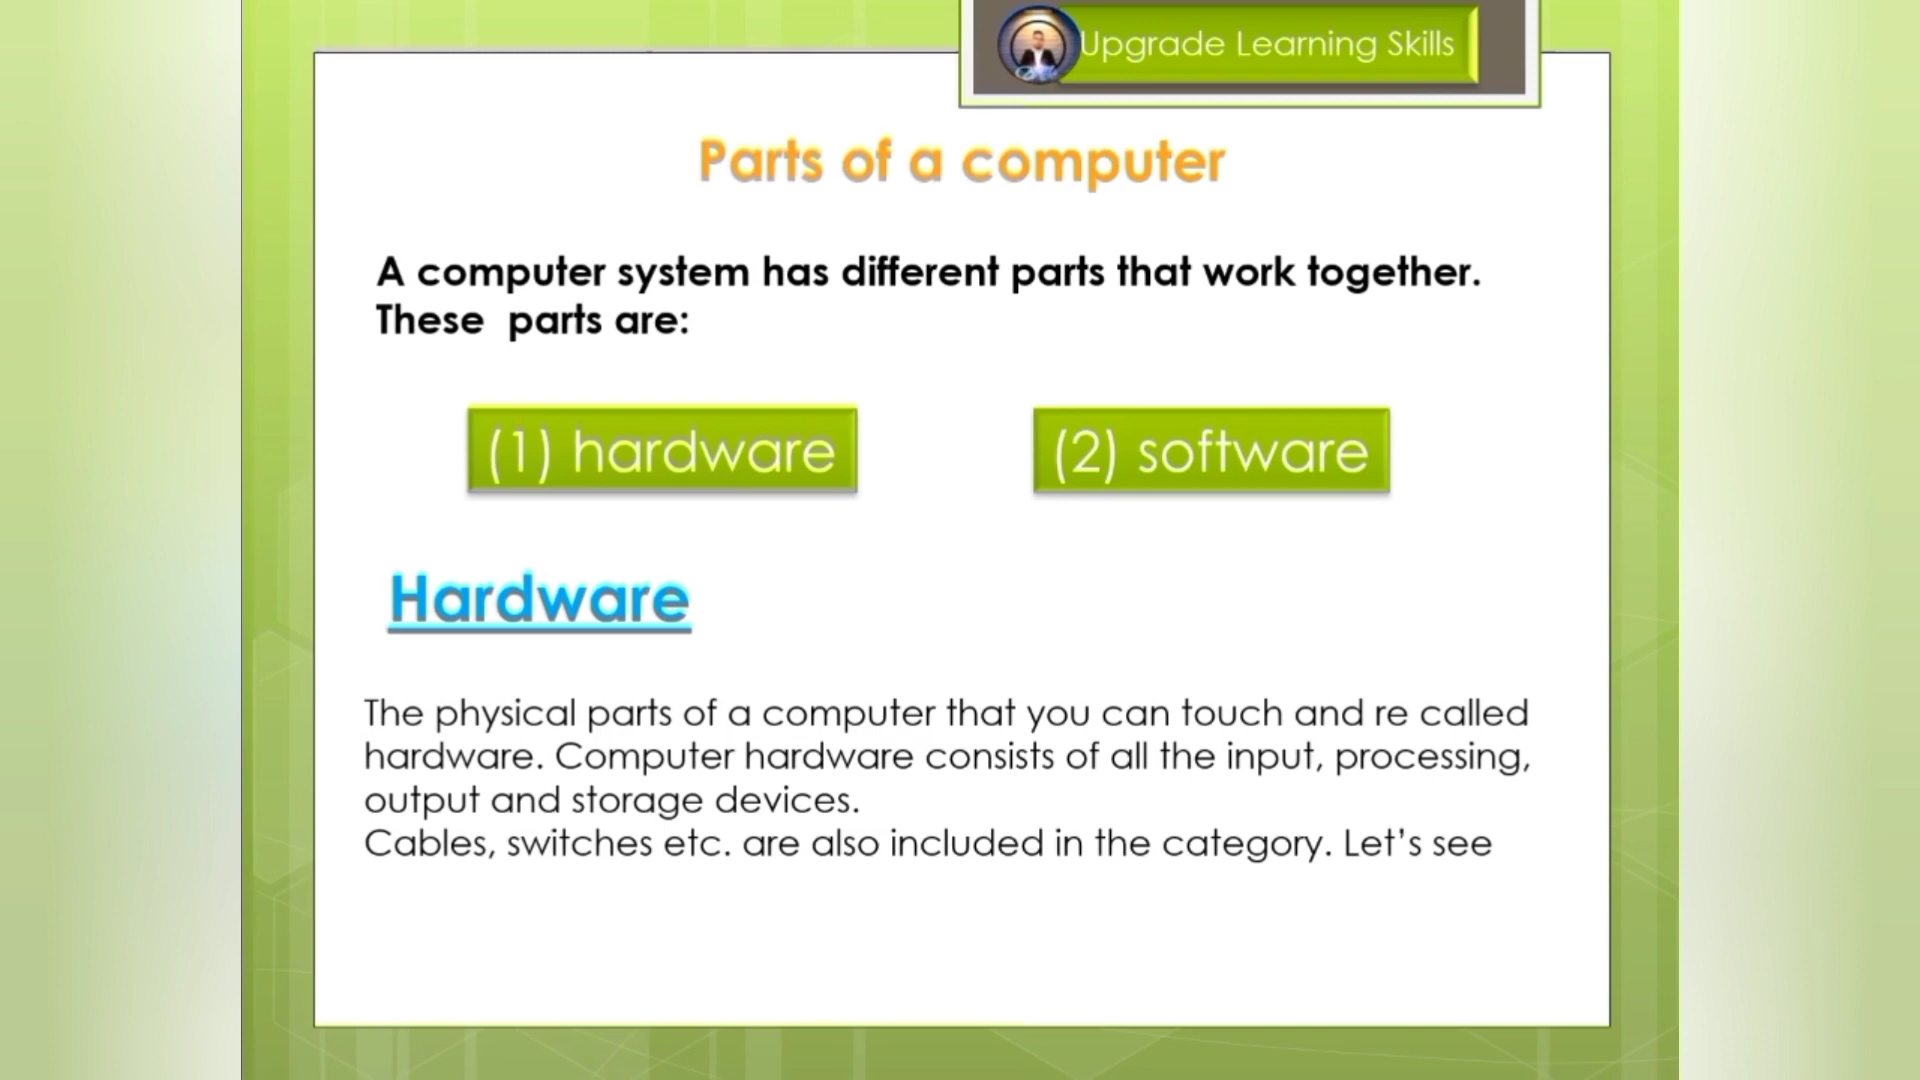 Upgrade Learning Skills
Parts of a computer
A computer system has different parts that work together.
These parts are:
(1) hardware
(2) software
Hardware
The physical parts of a computer that you can touch and re called
hardware. Computer hardware consists of all the input, processing,
output and storage devices.
Cables, switches etc. are also included in the category. Let’s see